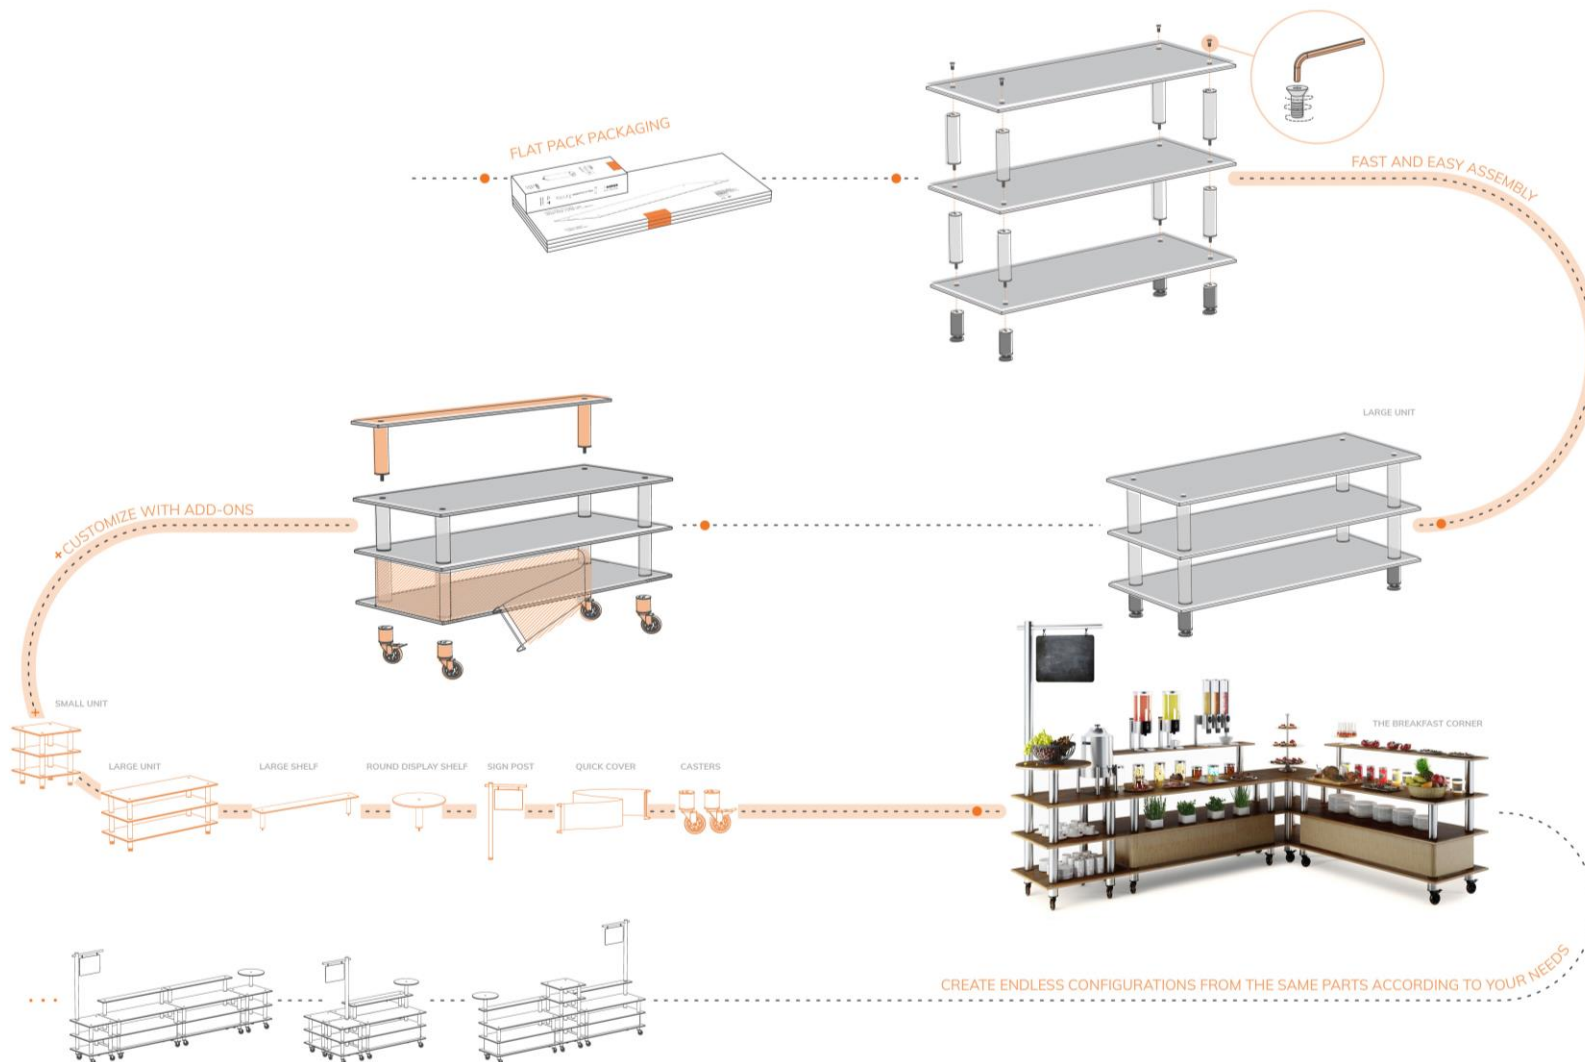 FLAT PACK PACKAGING
FAST AND EASY ASSEMBLY
LARGE UNIT
+CUSTOMIZE WITH ADD-ONS
SMALL UNIT
LARGE UNIT
LARGE SHELF
ROUND DISPLAY SHELF
SIGN POST
QUICK COVER
CASTERS
THE BREAKFAST CORNER
CREATE ENDLESS CONFIGURATIONS FROM THE SAME PARTS ACCORDING TO YOUR NEEDS